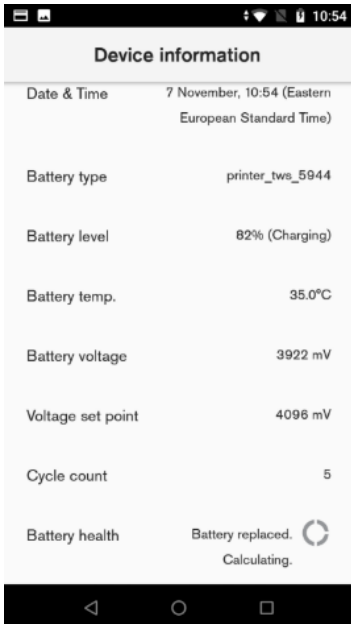 10:54
Device information
Date & Time 7 November, 10:54 (Eastern
European Standard Time)
Battery type printer_tws_5944
Battery level 82% (Charging)
Battery temp. 35.0°C
Battery voltage 3922 mV
Voltage set point 4096 mV
Cycle count 5
Battery health Battery replaced.
Calculating.